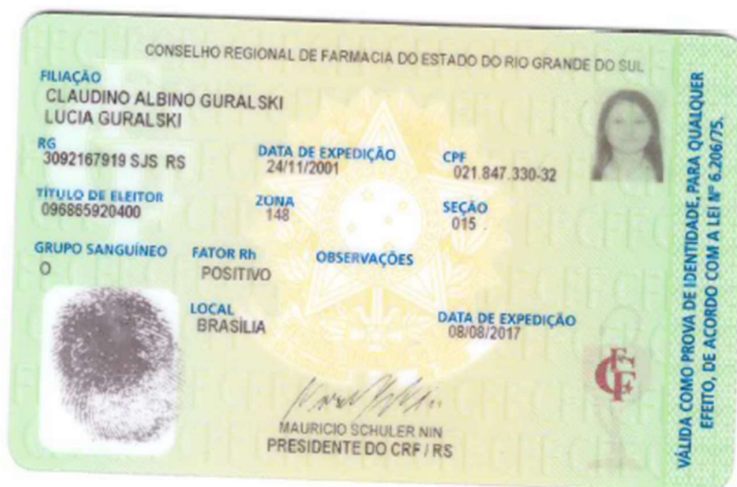 CONSELHO REGIONAL DE FARMACIA DO ESTADO DO RIO GRANDE DO SUL
FILIAÇÃO
CLAUDINO ALBINO GURALSKI
LUCIA GURALSKI
RG DATA DE EXPEDIÇÃO CPF
3092167919 SJS RS 24/11/2001 021.847.330-32
TÍTULO DE ELEITOR ZONA SEÇÃO
096865920400 148 015
GRUPO SANGUÍNEO FATOR Rh OBSERVAÇÕES
O POSITIVO
LOCAL DATA DE EXPEDIÇÃO
BRASÍLIA 08/08/2017
MAURICIO SCHULER NIN
PRESIDENTE DO CRF / RS
VÁLIDA COMO PROVA DE IDENTIDADE, PARA QUALQUER
EFEITO, DE ACORDO COM A LEI Nº 6.206/75.